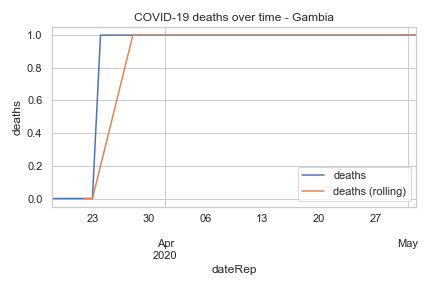 COVID-19 deaths over time - Gambia
1.0
0.8
0.6
0.4
0.2
0.0
deaths
deaths
deaths (rolling)
23 30 06 13 20 27
Apr May
2020
dateRep